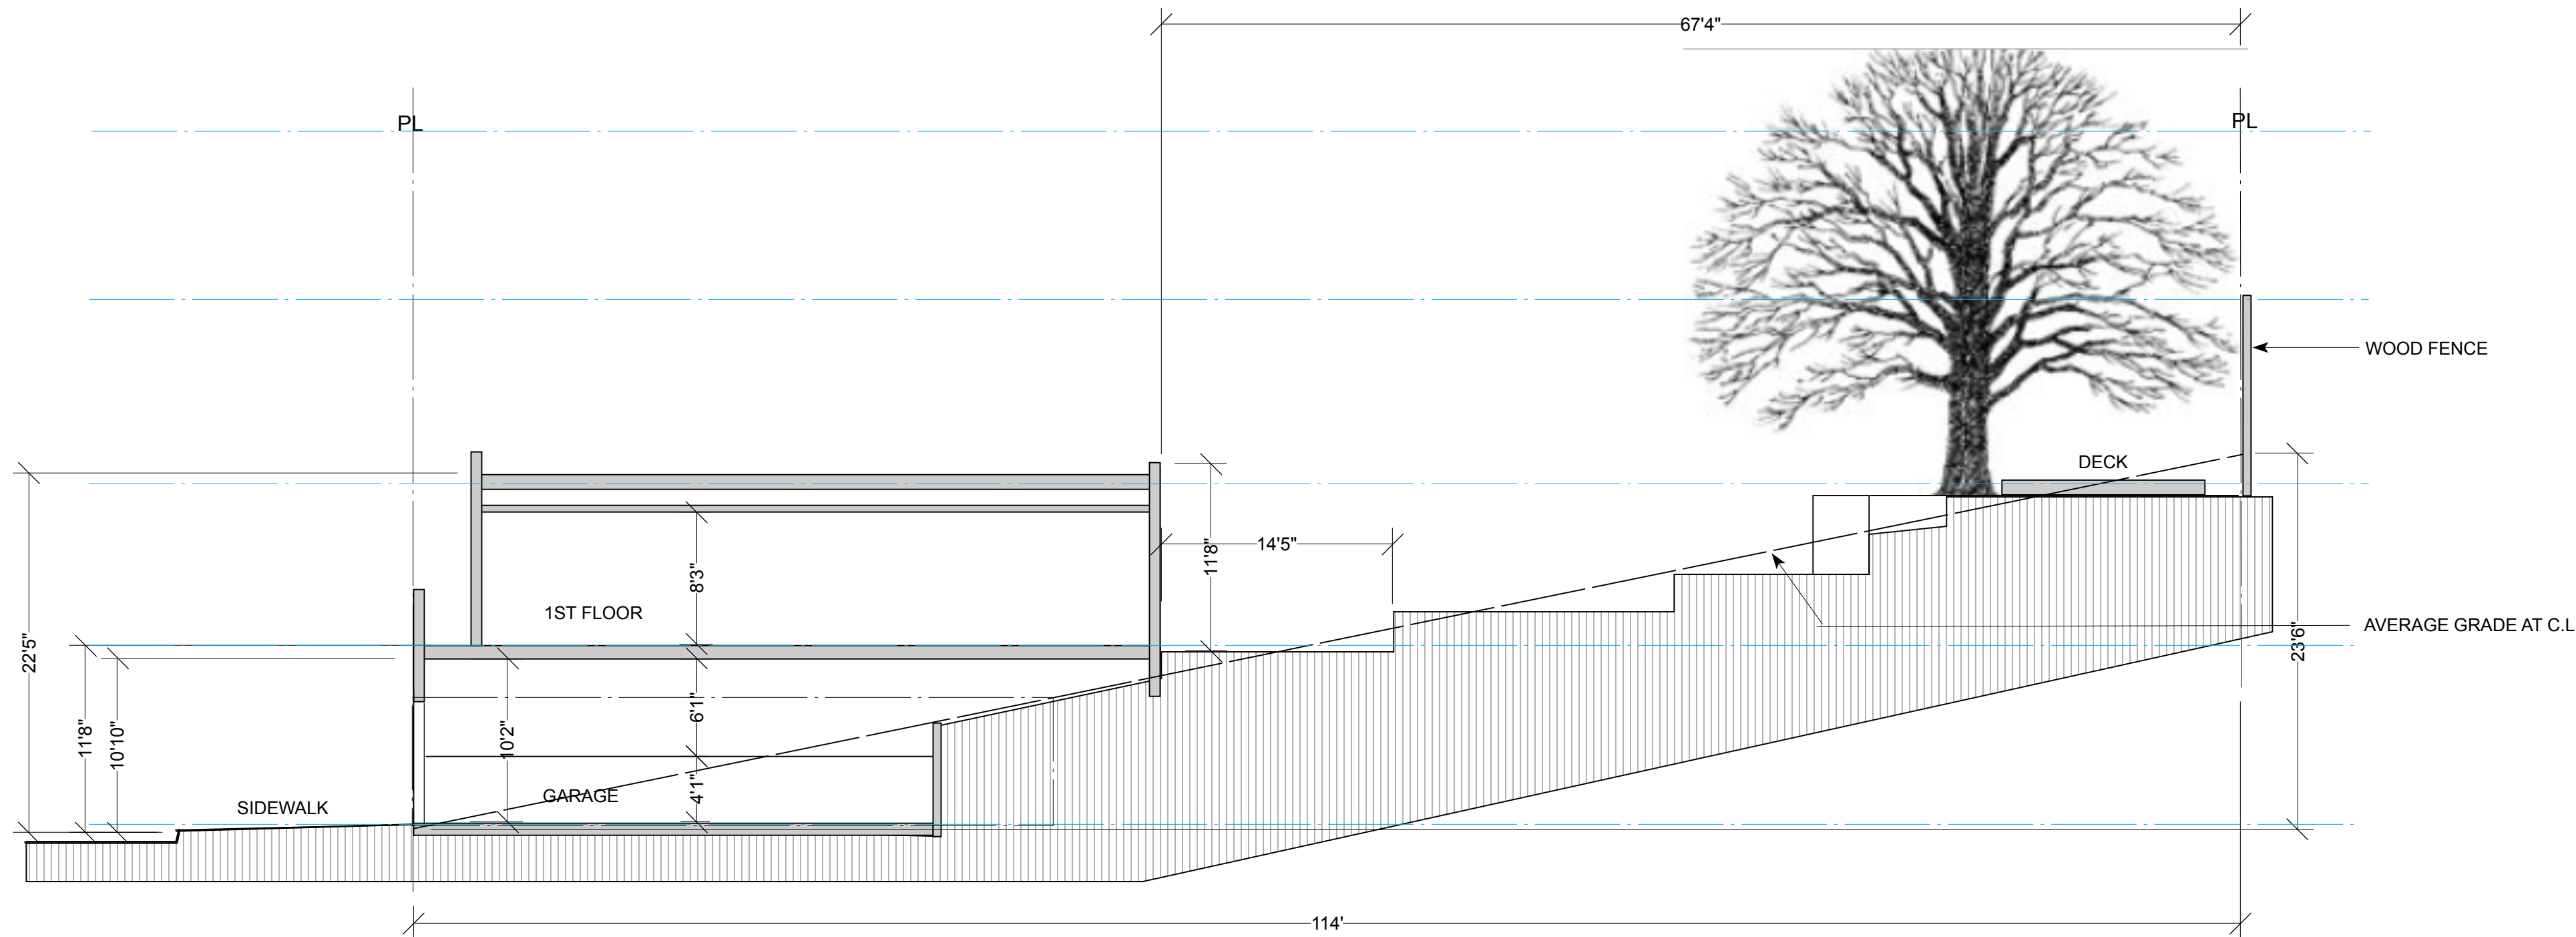 67'4"
PL
PL
WOOD FENCE
DECK
14'5"
11'8"
8'3"
1ST FLOOR
22'5"
AVERAGE GRADE AT C.L
23'6"
11'8"
10'10"
10'2"
6'1"
4'1"
GARAGE
SIDEWALK
114'